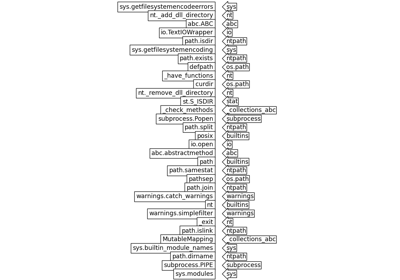 sys.getfilesystemencodeerrors sys
nt._add_dll_directory nt
abc.ABC abc
io.TextIOWrapper io
path.isdir ntpath
sys.getfilesystemencoding sys
path.exists ntpath
defpath os.path
_have_functions nt
curdir os.path
nt._remove_dll_directory nt
st.S_ISDIR stat
_check_methods _collections_abc
subprocess.Popen subprocess
path.split ntpath
posix builtins
io.open io
abc.abstractmethod abc
path builtins
path.samestat ntpath
pathsep os.path
path.join ntpath
warnings.catch_warnings warnings
nt builtins
warnings.simplefilter warnings
_exit nt
path.islink ntpath
MutableMapping _collections_abc
sys.builtin_module_names sys
path.dirname ntpath
subprocess.PIPE subprocess
sys.modules sys